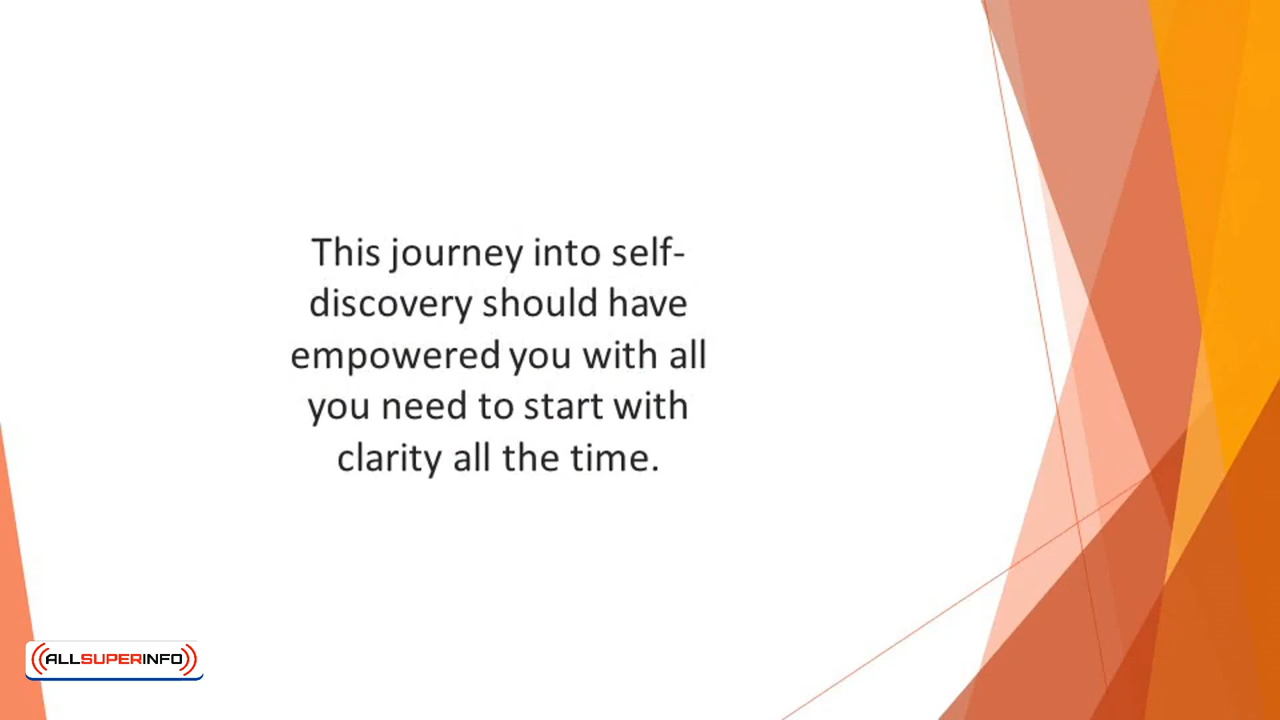 This journey into self-
discovery should have
empowered you with all
you need to start with
clarity all the time.
ALLSUPERINFO